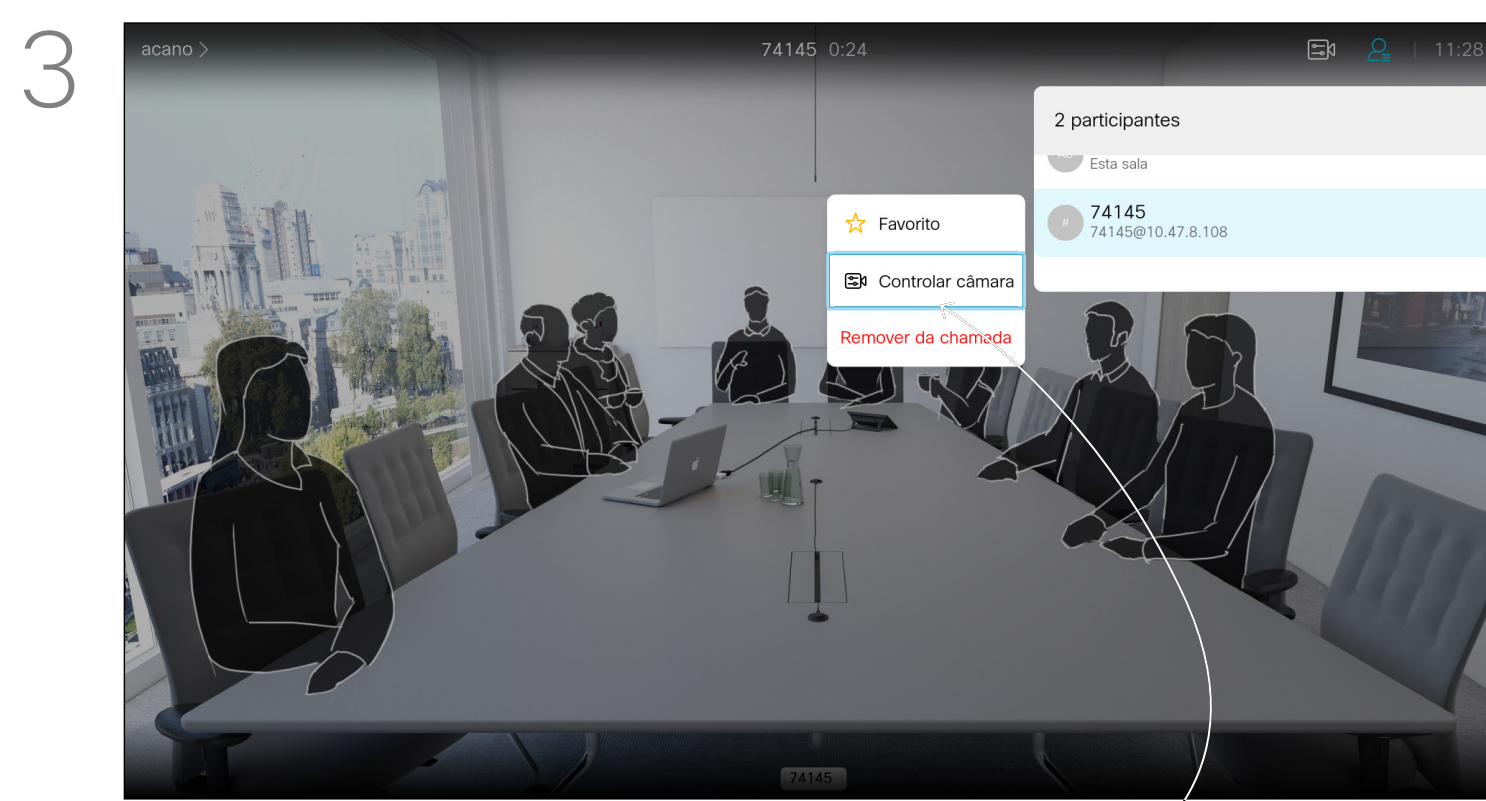 3
acano >
74145 0:24
11:28
2 participantes
Esta sala
#
74145
74145@10.47.8.108
Favorito
Controlar câmara
Remover da chamada
74145